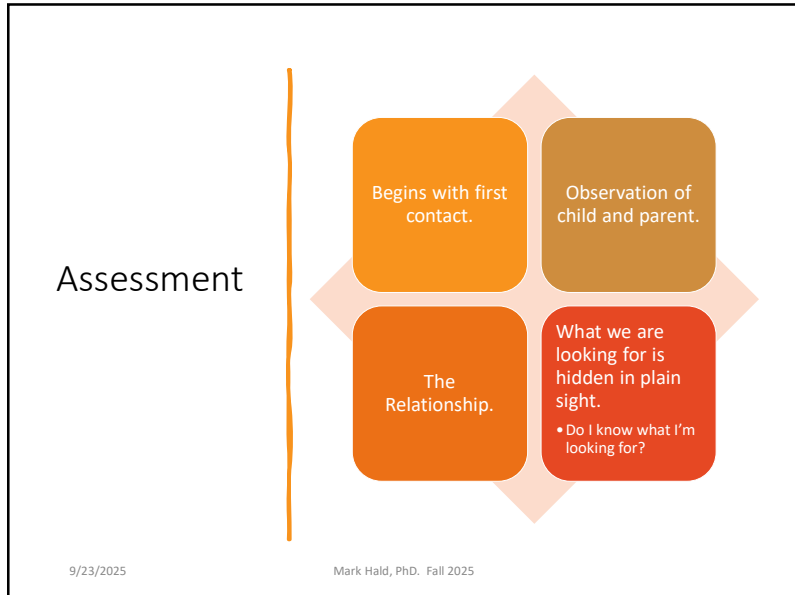 Assessment
Begins with first
contact.
Observation of
child and parent.
The
Relationship.
What we are
looking for is
hidden in plain
sight.
•Do I know what I’m
looking for?
9/23/2025
Mark Hald, PhD.  Fall 2025